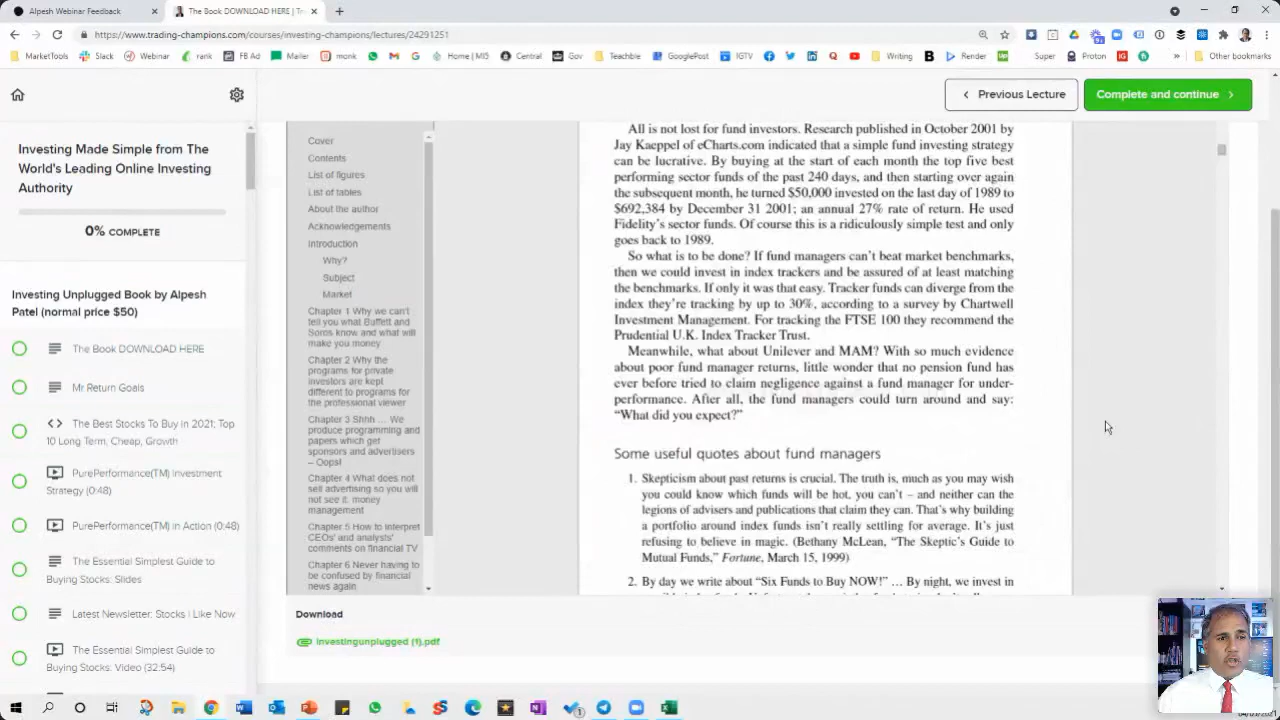 Alpesh Webinar Feedback
The Book DOWNLOAD HERE | Tr
https://www.trading-champions.com/courses/investing-champions/lectures/24291251
MarketTools
Slack
Webinar
rank
FB Ad
Mailer
monk
Home | MI5
Central
Gov
Teachble
GooglePost
IGTV
Writing
Render
Super
Proton
Other bookmarks
Previous Lecture
Complete and continue
Investing Made Simple from The
World's Leading Online Investing
Authority
0% COMPLETE
Investing Unplugged Book by Alpesh
Patel (normal price $50)
The Book DOWNLOAD HERE
Mr Return Goals
The Best Stocks To Buy in 2021: Top
10 Long Term, Cheap, Growth
PurePerformance(TM) Investment
Strategy (0:48)
PurePerformance(TM) in Action (0:48)
The Essential Simplest Guide to
Buying Stocks: Slides
Latest Newsletter: Stocks i Like Now
The Essential Simplest Guide to
Buying Stocks: Video (32:54)
Cover
Contents
List of figures
List of tables
About the author
Acknowledgements
Introduction
Why?
Subject
Market
Chapter 1 Why we can't
tell you what Buffett and
Soros know and what will
make you money
Chapter 2 Why the
programs for private
investors are kept
different to programs for
the professional viewer
Chapter 3 Shhh … We
produce programming and
papers which get
sponsors and advertisers
– Oops!
Chapter 4 What does not
sell advertising so you will
not see it: money
management
Chapter 5 How to interpret
CEOs' and analysts'
comments on financial TV
Chapter 6 Never having to
be confused by financial
news again
All is not lost for fund investors. Research published in October 2001 by
Jay Kaeppel of eCharts.com indicated that a simple fund investing strategy
can be lucrative. By buying at the start of each month the top five best
performing sector funds of the past 240 days, and then starting over again
the subsequent month, he turned $50,000 invested on the last day of 1989 to
$692,384 by December 31 2001; an annual 27% rate of return. He used
Fidelity's sector funds. Of course this is a ridiculously simple test and only
goes back to 1989.
So what is to be done? If fund managers can't beat market benchmarks,
then we could invest in index trackers and be assured of at least matching
the benchmarks. If only it was that easy. Tracker funds can diverge from the
index they're tracking by up to 30%, according to a survey by Chartwell
Investment Management. For tracking the FTSE 100 they recommend the
Prudential U.K. Index Tracker Trust.
Meanwhile, what about Unilever and MAM? With so much evidence
about poor fund manager returns, little wonder that no pension fund has
ever before tried to claim negligence against a fund manager for under-
performance. After all, the fund managers could turn around and say:
“What did you expect?”
Some useful quotes about fund managers
1. Skepticism about past returns is crucial. The truth is, much as you may wish
you could know which funds will be hot, you can't – and neither can the
legions of advisers and publications that claim they can. That's why building
a portfolio around index funds isn't really settling for average. It's just
refusing to believe in magic. (Bethany McLean, “The Skeptic's Guide to
Mutual Funds,” Fortune, March 15, 1999)
2. By day we write about “Six Funds to Buy NOW!” … By night, we invest in
Download
investingunplugged (1).pdf